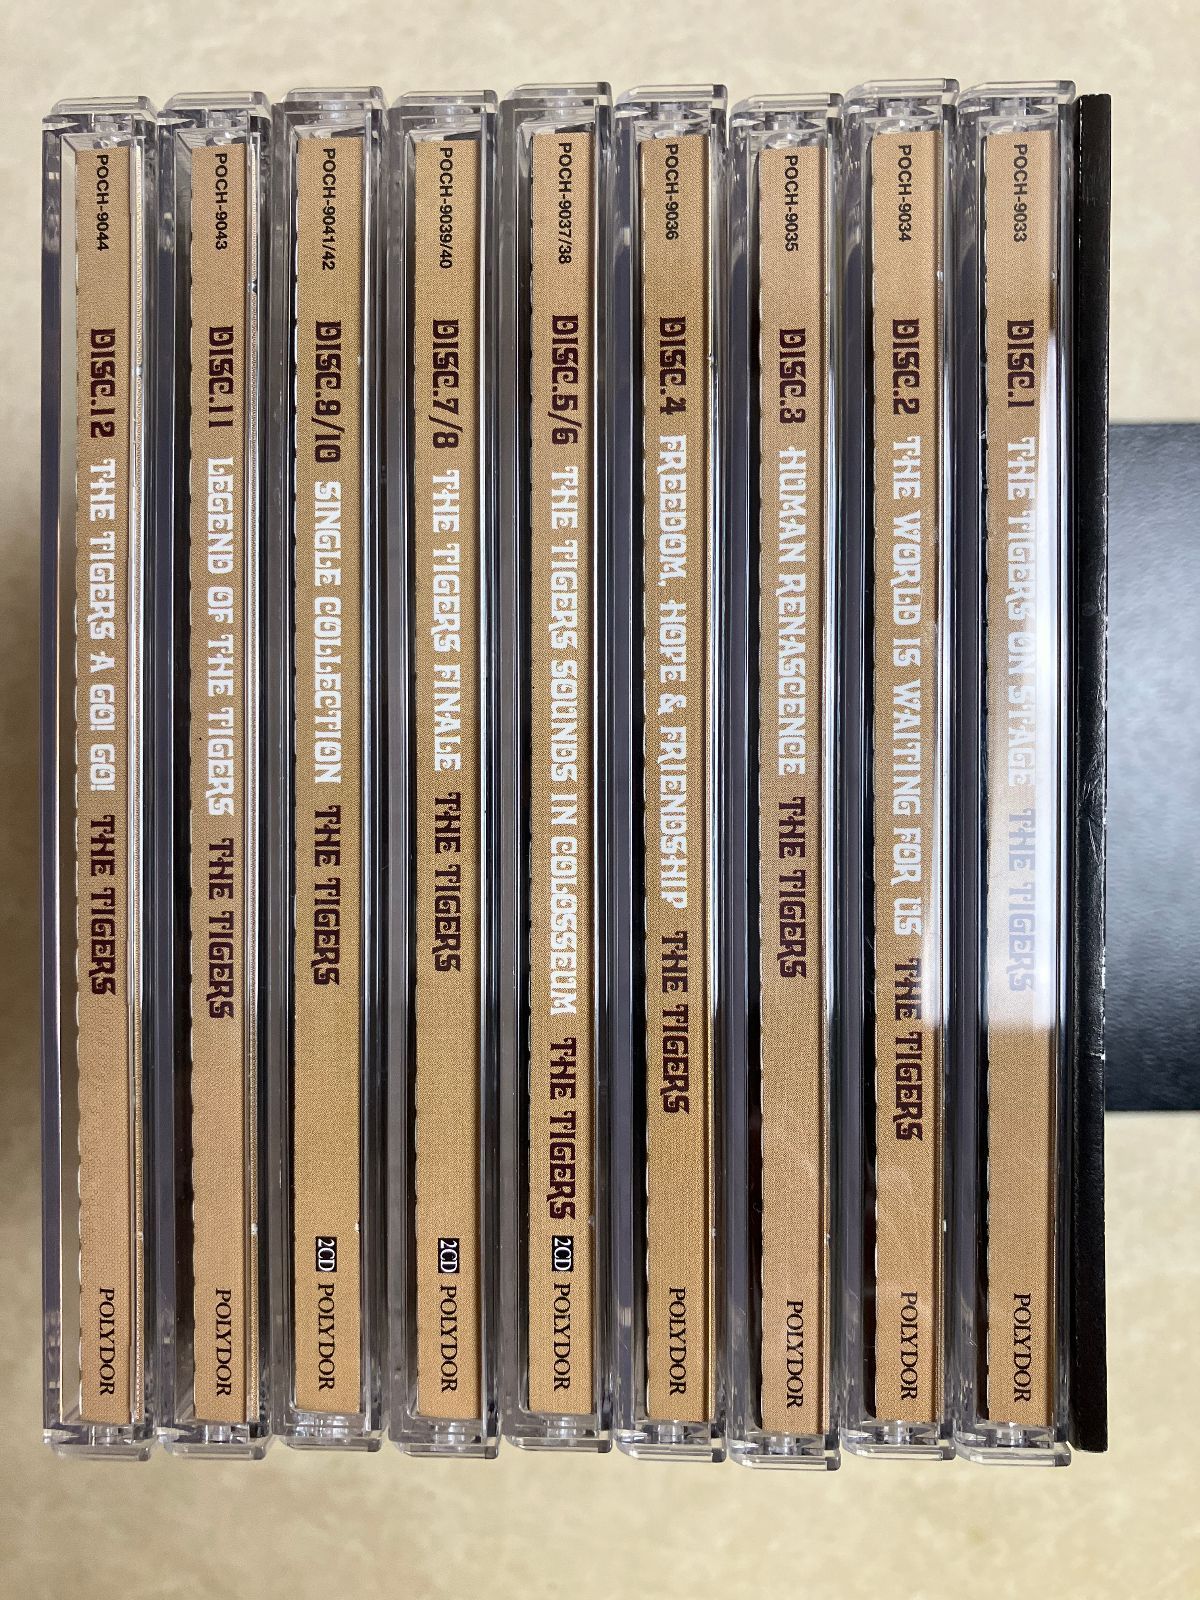 POCH-9044 DISC.12 THE TIGERS A GO! GO! THE TIGERS POLYDOR
POCH-9043 DISC.11 LEGEND OF THE TIGERS THE TIGERS POLYDOR
POCH-9041/42 DISC.9/10 SINGLE COLLECTION THE TIGERS 2CD POLYDOR
POCH-9039/40 DISC.7/8 THE TIGERS FINALE THE TIGERS 2CD POLYDOR
POCH-9037/38 DISC.5/6 THE TIGERS SOUNDS IN COLOSSEUM THE TIGERS 2CD POLYDOR
POCH-9036 DISC.4 FREEDOM, HOPE & FRIENDSHIP THE TIGERS POLYDOR
POCH-9035 DISC.3 HUMAN RENASCENCE THE TIGERS POLYDOR
POCH-9034 DISC.2 THE WORLD IS WAITING FOR US THE TIGERS POLYDOR
POCH-9033 DISC.1 THE TIGERS ON STAGE THE TIGERS POLYDOR